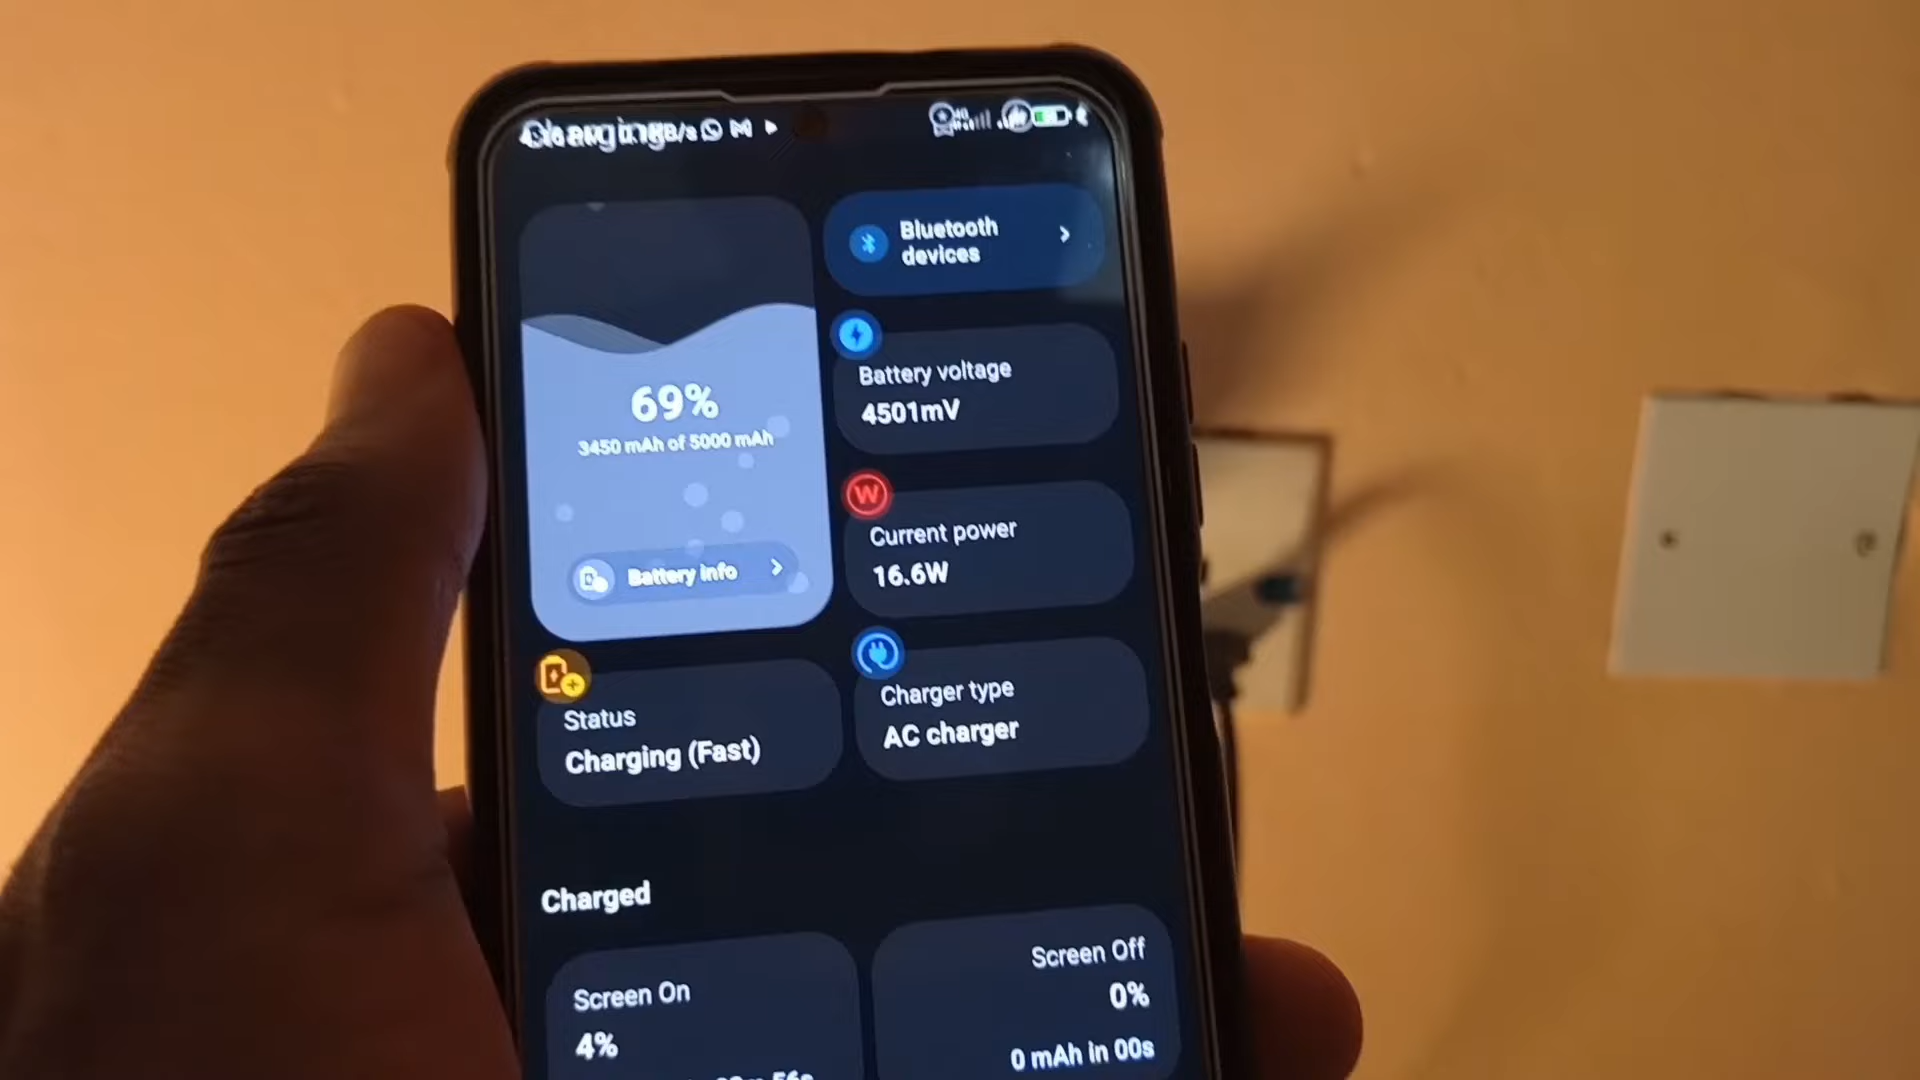 Charging
Bluetooth
devices
69%
3450 mAh of 5000 mAh
Battery info
Battery voltage
4501mV
W
Current power
16.6W
Status
Charging (Fast)
Charger type
AC charger
Charged
Screen On
4%
Screen Off
0%
0 mAh in 00s